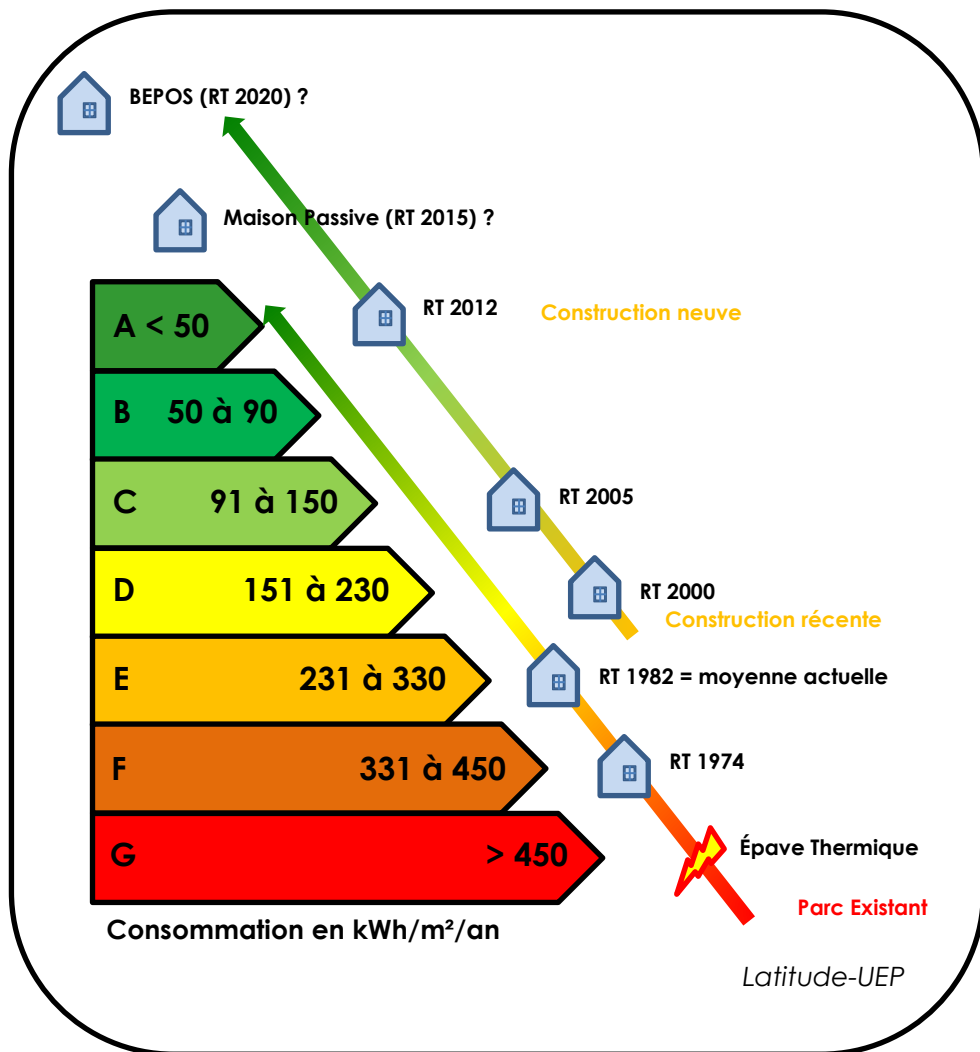 BEPOS (RT 2020) ?
Maison Passive (RT 2015) ?
A < 50
RT 2012
Construction neuve
B 50 à 90
C 91 à 150
RT 2005
D 151 à 230
RT 2000
Construction récente
E 231 à 330
RT 1982 = moyenne actuelle
F 331 à 450
RT 1974
G > 450
Épave Thermique
Parc Existant
Consommation en kWh/m²/an
Latitude-UEP